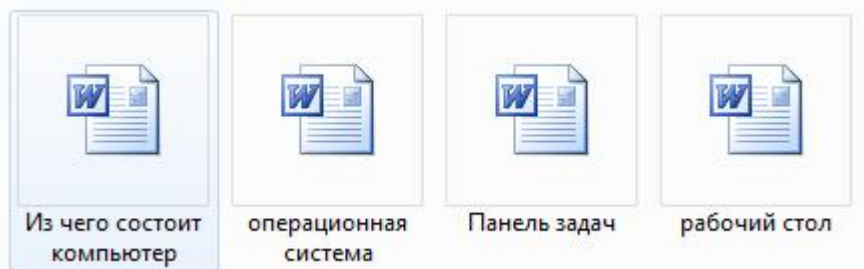 Из чего состоит
компьютер
операционная
система
Панель задач
рабочий стол